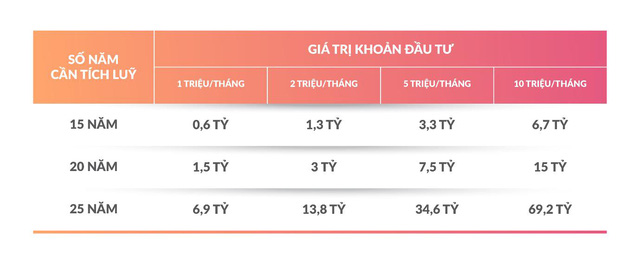 SỐ NĂM
CẦN TÍCH LUỸ
GIÁ TRỊ KHOẢN ĐẦU TƯ
1 TRIỆU/THÁNG 2 TRIỆU/THÁNG 5 TRIỆU/THÁNG 10 TRIỆU/THÁNG
15 NĂM 0,6 TỶ 1,3 TỶ 3,3 TỶ 6,7 TỶ
20 NĂM 1,5 TỶ 3 TỶ 7,5 TỶ 15 TỶ
25 NĂM 6,9 TỶ 13,8 TỶ 34,6 TỶ 69,2 TỶ